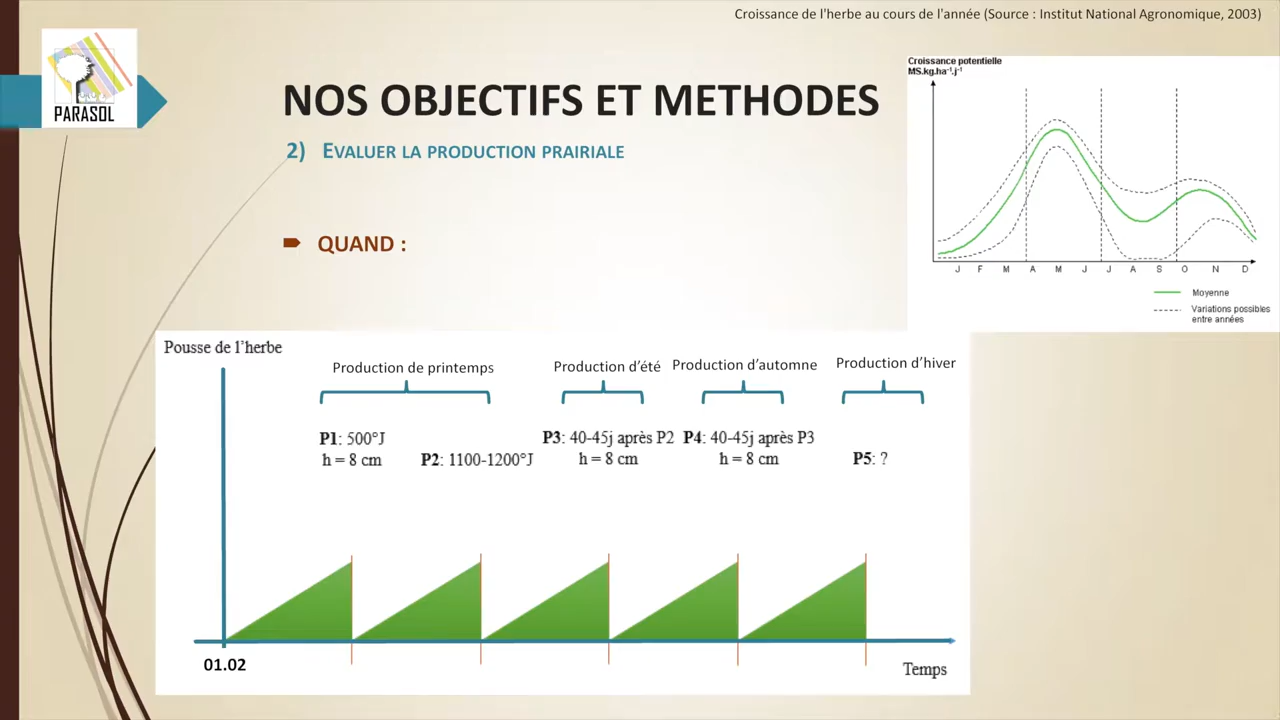 Croissance de l'herbe au cours de l'année (Source : Institut National Agronomique, 2003)
PARASOL
NOS OBJECTIFS ET METHODES
2) EVALUER LA PRODUCTION PRAIRIALE
QUAND :
Croissance potentielle
MS.kg.ha⁻¹.j⁻¹
J F M A M J J A S O N D
Moyenne
Variations possibles
entre années
Pousse de l'herbe
Production de printemps
Production d'été
Production d'automne
Production d'hiver
P1: 500°J
h = 8 cm
P2: 1100-1200°J
P3: 40-45j après P2
h = 8 cm
P4: 40-45j après P3
h = 8 cm
P5: ?
01.02
Temps